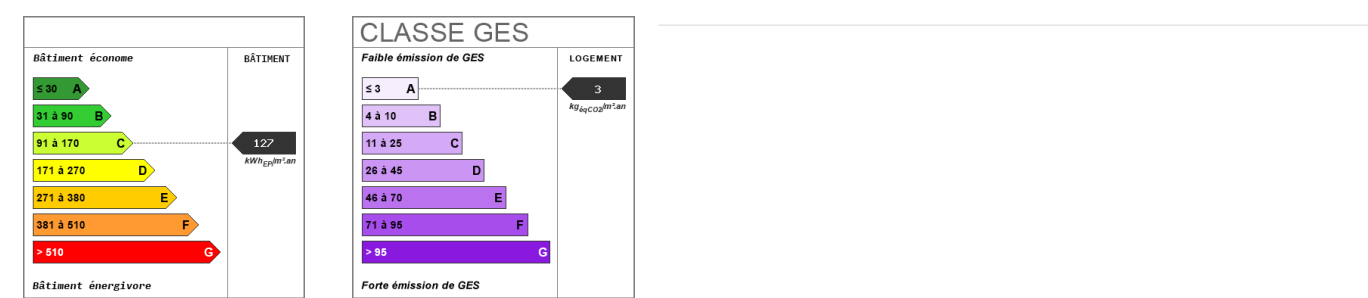 Bâtiment économe
BÂTIMENT
≤ 30 A
31 à 90 B
91 à 170 C
127
kWhEP/m².an
171 à 270 D
271 à 380 E
381 à 510 F
> 510 G
Bâtiment énergivore
CLASSE GES
Faible émission de GES
LOGEMENT
≤ 3 A
3
kgéqCO2/m².an
4 à 10 B
11 à 25 C
26 à 45 D
46 à 70 E
71 à 95 F
> 95 G
Forte émission de GES